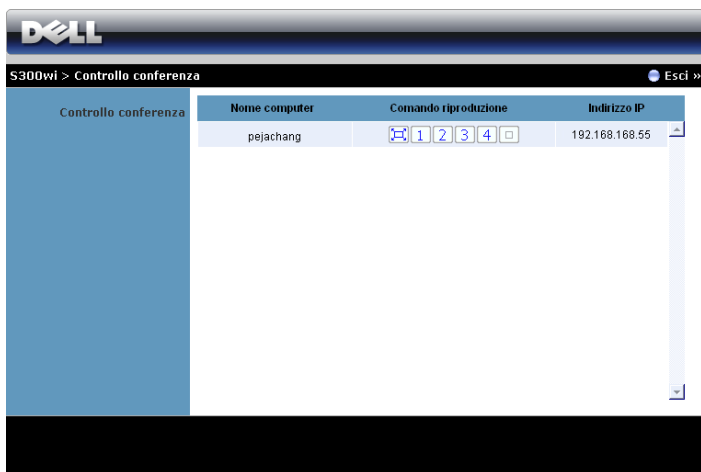 DELL
S300wi > Controllo conferenza
Esci »
Controllo conferenza
Nome computer Comando riproduzione Indirizzo IP
pejachang 1 2 3 4 192.168.168.55